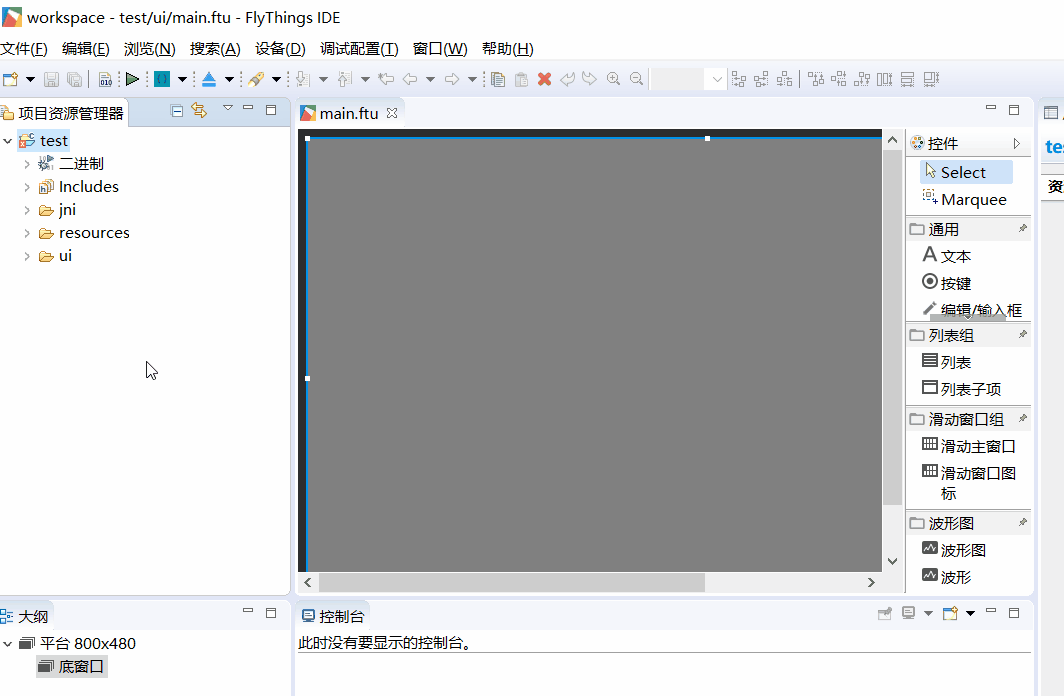 workspace - test/ui/main.ftu - FlyThings IDE
文件(F) 编辑(E) 浏览(N) 搜索(A) 设备(D) 调试配置(T) 窗口(W) 帮助(H)
项目资源管理器
test
二进制
Includes
jni
resources
ui
main.ftu
控件
Select
Marquee
通用
文本
按键
编辑/输入框
列表组
列表
列表子项
滑动窗口组
滑动主窗口
滑动窗口图
标
波形图
波形图
波形
大纲
平台 800x480
底窗口
控制台
此时没有要显示的控制台。